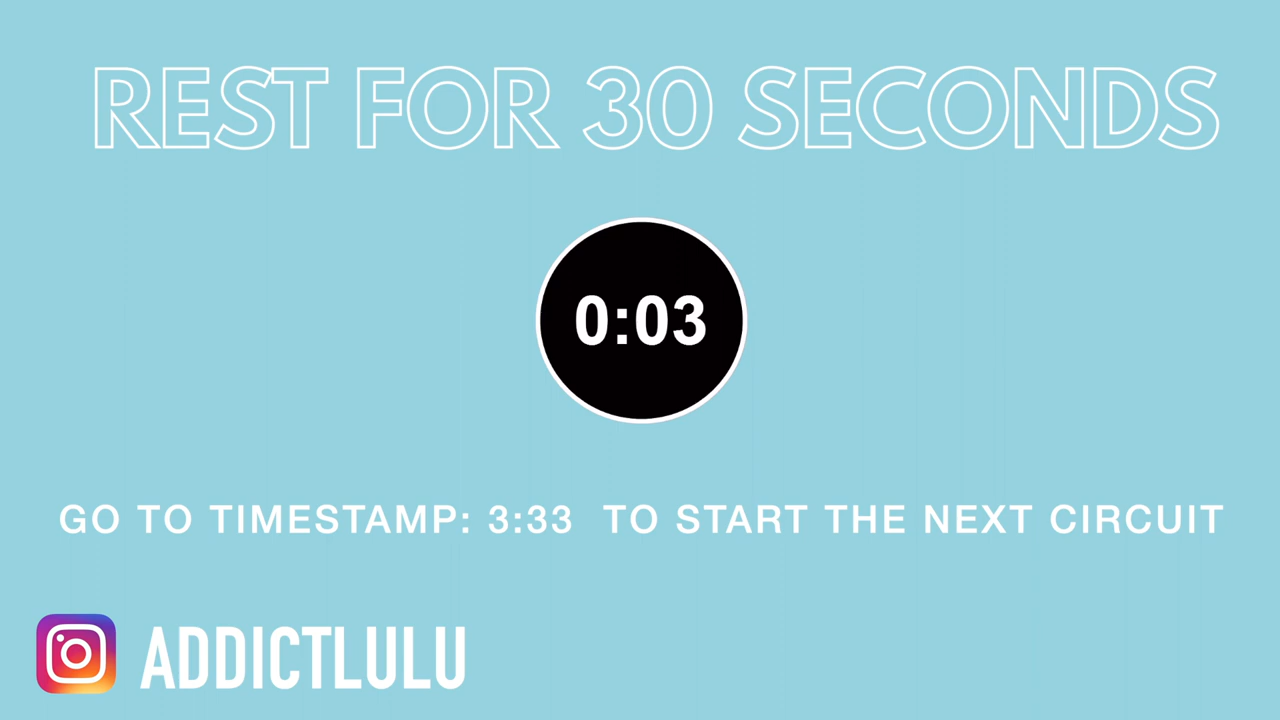 REST FOR 30 SECONDS
0:03
GO TO TIMESTAMP: 3:33 TO START THE NEXT CIRCUIT
ADDICTLULU